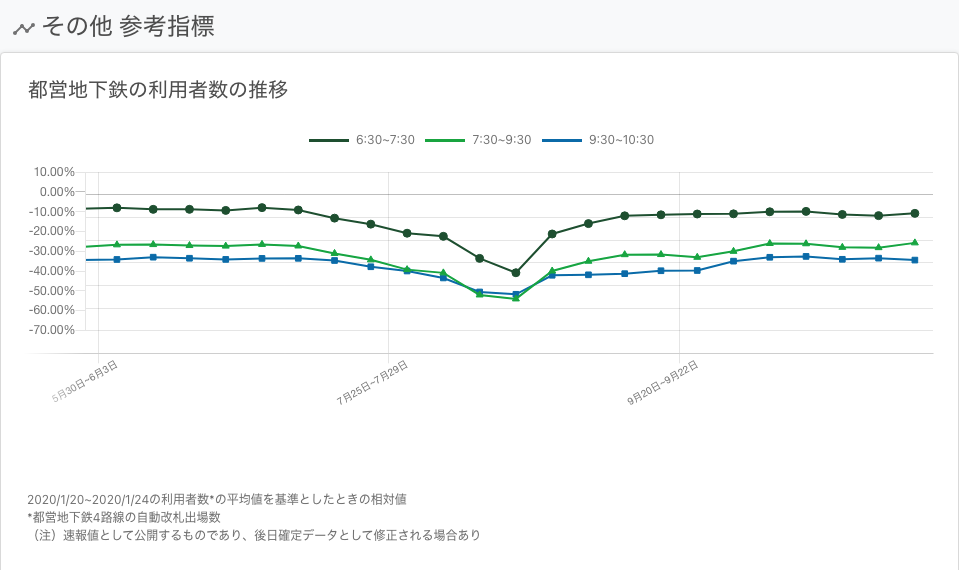 その他 参考指標
都営地下鉄の利用者数の推移
6:30~7:30 7:30~9:30 9:30~10:30
10.00%
0.00%
-10.00%
-20.00%
-30.00%
-40.00%
-50.00%
-60.00%
-70.00%
5月30日~6月3日 7月25日~7月29日 9月20日~9月22日
2020/1/20~2020/1/24の利用者数*の平均値を基準としたときの相対値
*都営地下鉄4路線の自動改札出場数
（注）速報値として公開するものであり、後日確定データとして修正される場合あり